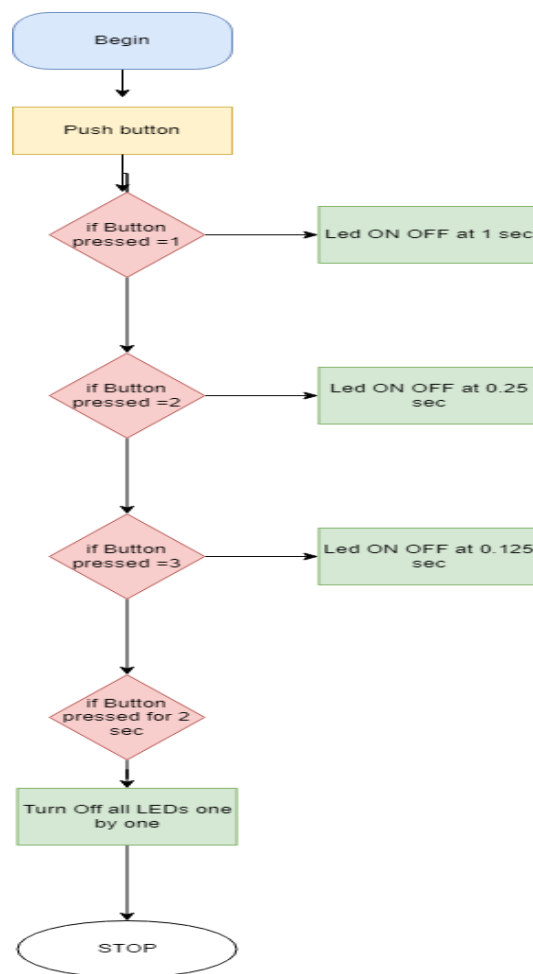 Begin
Push button
if Button
pressed =1
Led ON OFF at 1 sec
if Button
pressed =2
Led ON OFF at 0.25
sec
if Button
pressed =3
Led ON OFF at 0.125
sec
if Button
pressed for 2
sec
Turn Off all LEDs one
by one
STOP